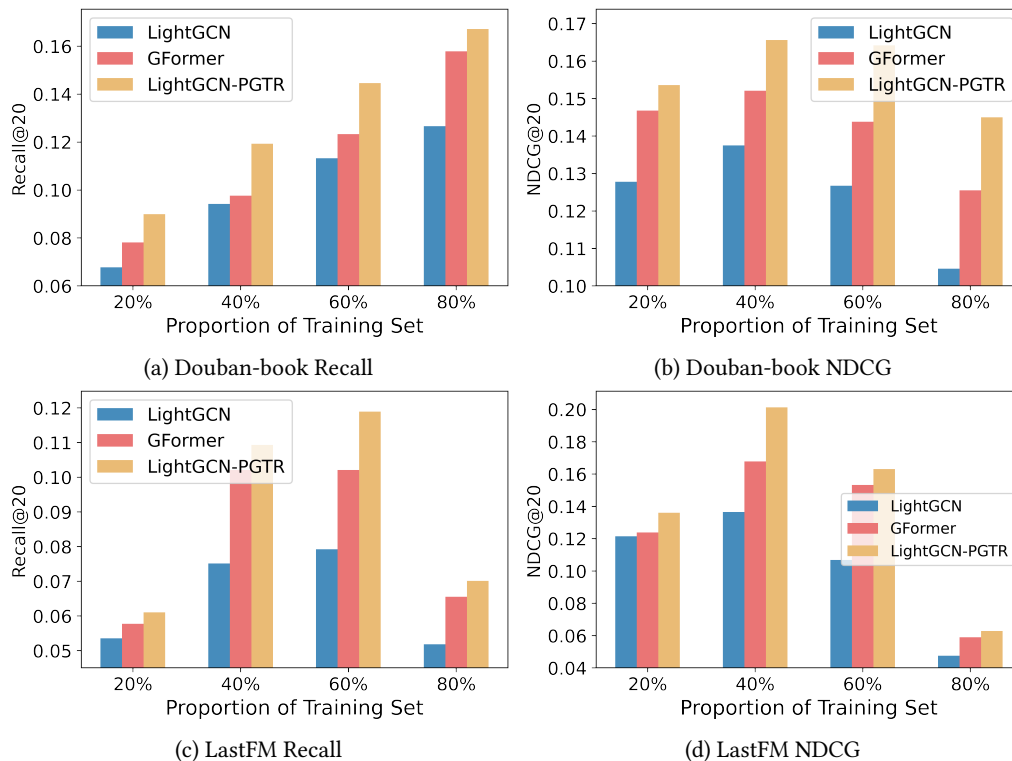 0.16
0.14
0.12
0.10
0.08
0.06
Recall@20
LightGCN
GFormer
LightGCN-PGTR
20%
40%
60%
80%
Proportion of Training Set
(a) Douban-book Recall
0.17
0.16
0.15
0.14
0.13
0.12
0.11
0.10
NDCG@20
LightGCN
GFormer
LightGCN-PGTR
20%
40%
60%
80%
Proportion of Training Set
(b) Douban-book NDCG
0.12
0.11
0.10
0.09
0.08
0.07
0.06
0.05
Recall@20
LightGCN
GFormer
LightGCN-PGTR
20%
40%
60%
80%
Proportion of Training Set
(c) LastFM Recall
0.20
0.18
0.16
0.14
0.12
0.10
0.08
0.06
0.04
NDCG@20
LightGCN
GFormer
LightGCN-PGTR
20%
40%
60%
80%
Proportion of Training Set
(d) LastFM NDCG